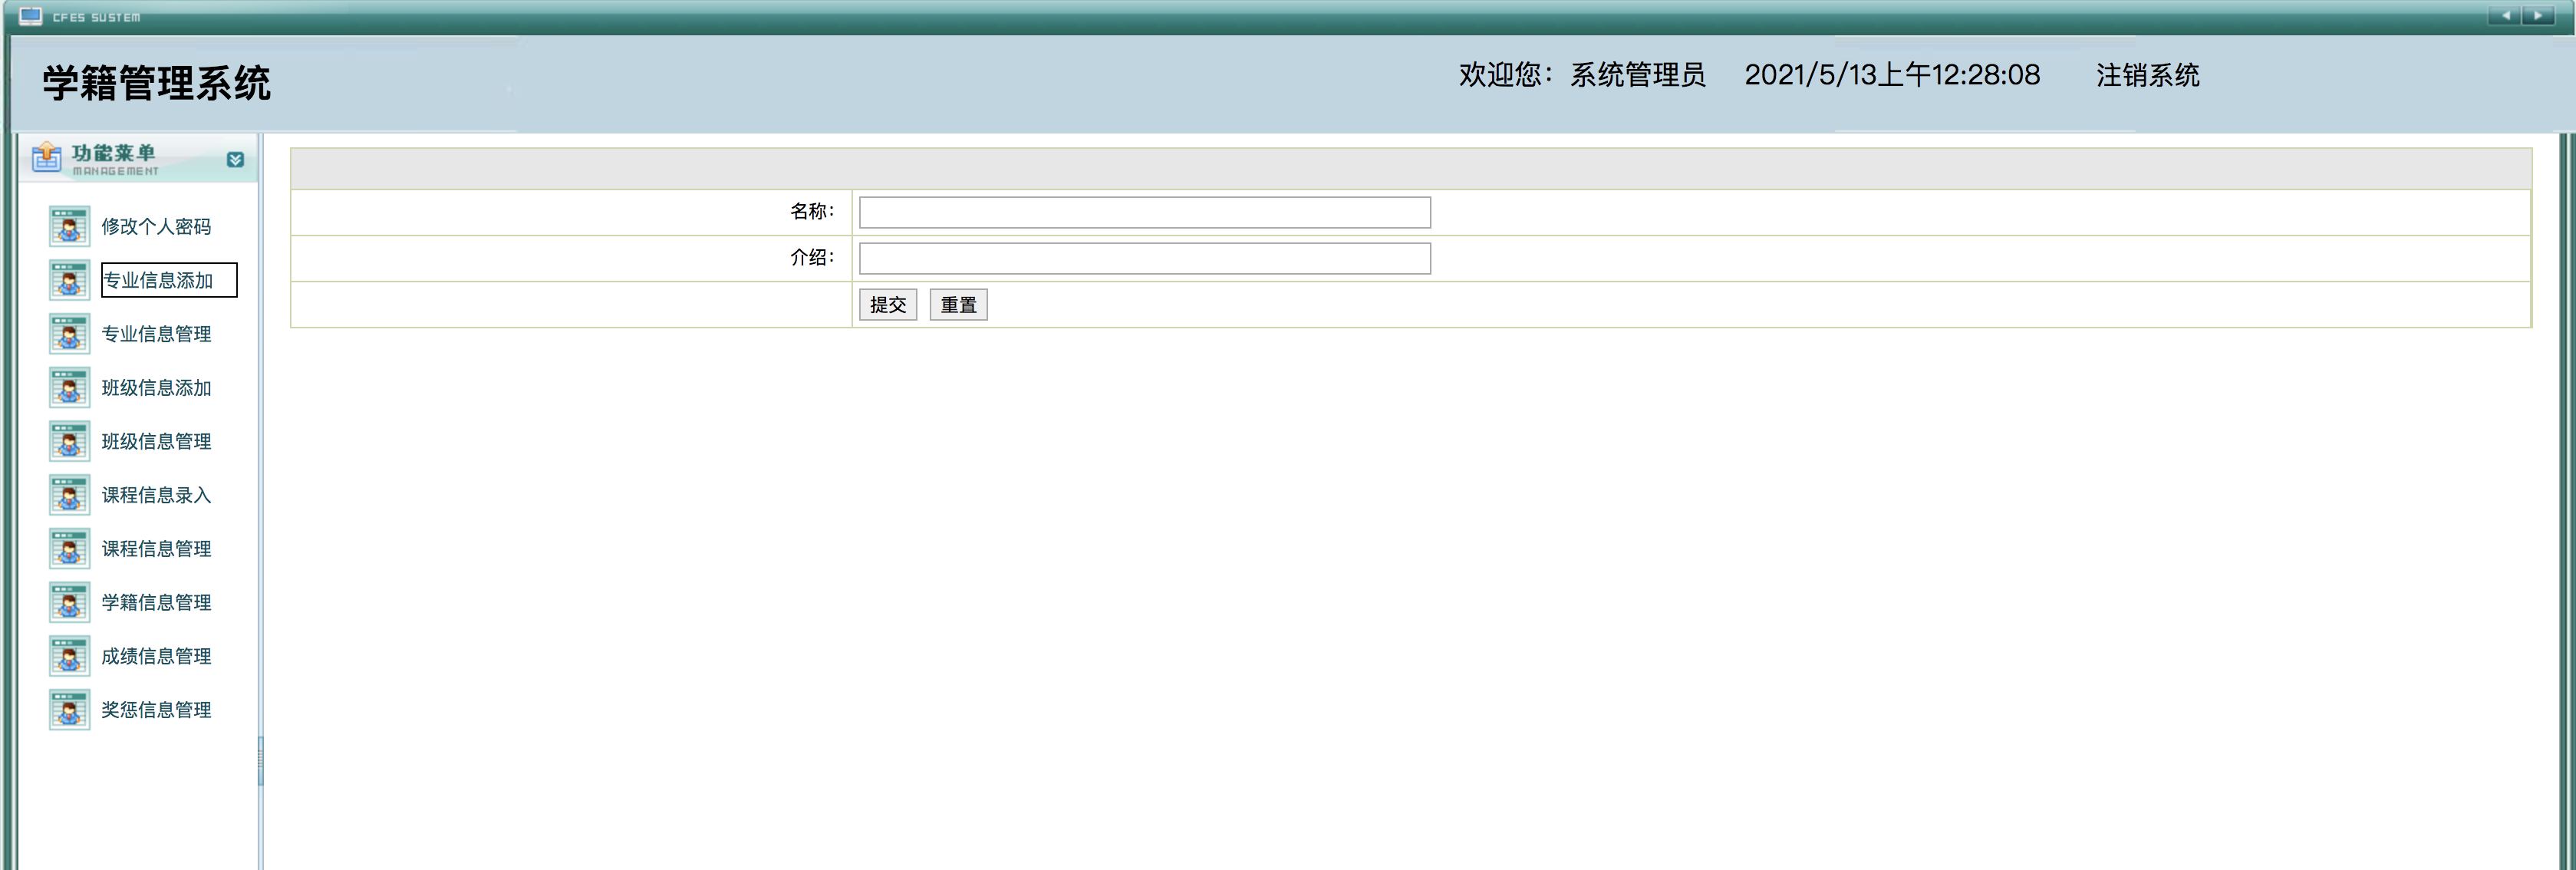 CFES SUSTEM
学籍管理系统
欢迎您：系统管理员 2021/5/13上午12:28:08 注销系统
功能菜单
MANAGEMENT
修改个人密码
专业信息添加
专业信息管理
班级信息添加
班级信息管理
课程信息录入
课程信息管理
学籍信息管理
成绩信息管理
奖惩信息管理
名称：
介绍：
提交 重置